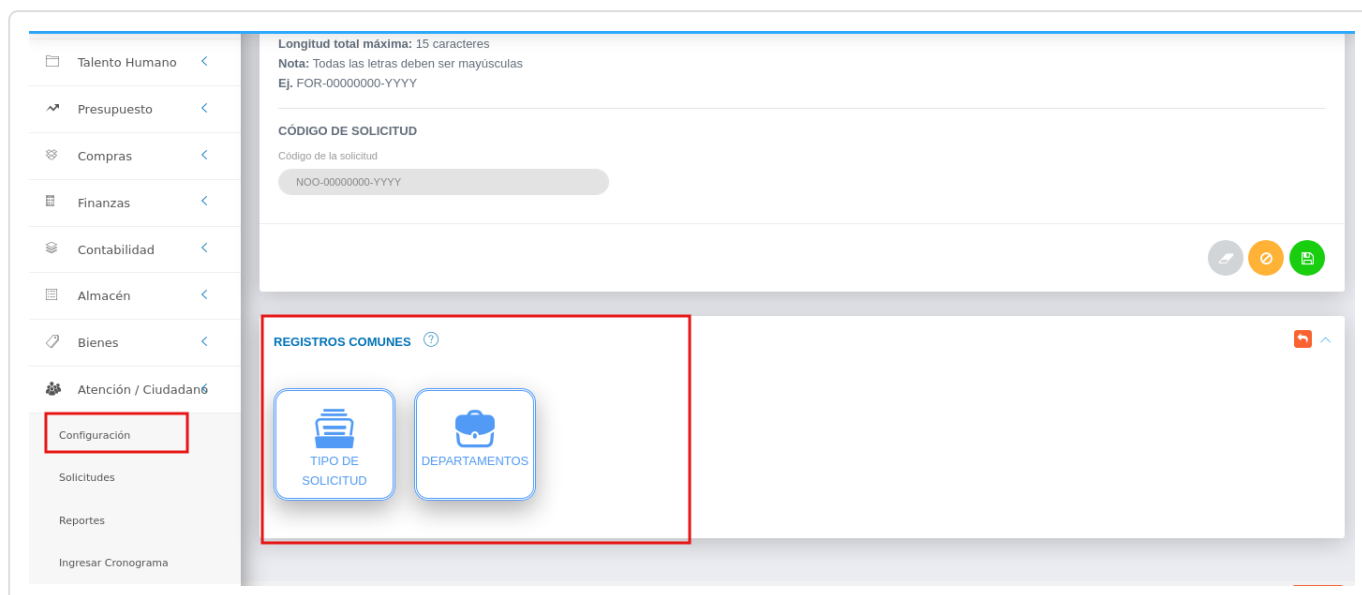 Talento Humano
Presupuesto
Compras
Finanzas
Contabilidad
Almacén
Bienes
Atención / Ciudadano
Configuración
Solicitudes
Reportes
Ingresar Cronograma
Longitud total máxima: 15 caracteres
Nota: Todas las letras deben ser mayúsculas
Ej. FOR-00000000-YYYY
CÓDIGO DE SOLICITUD
Código de la solicitud
NOO-00000000-YYYY
REGISTROS COMUNES ?
TIPO DE
SOLICITUD
DEPARTAMENTOS